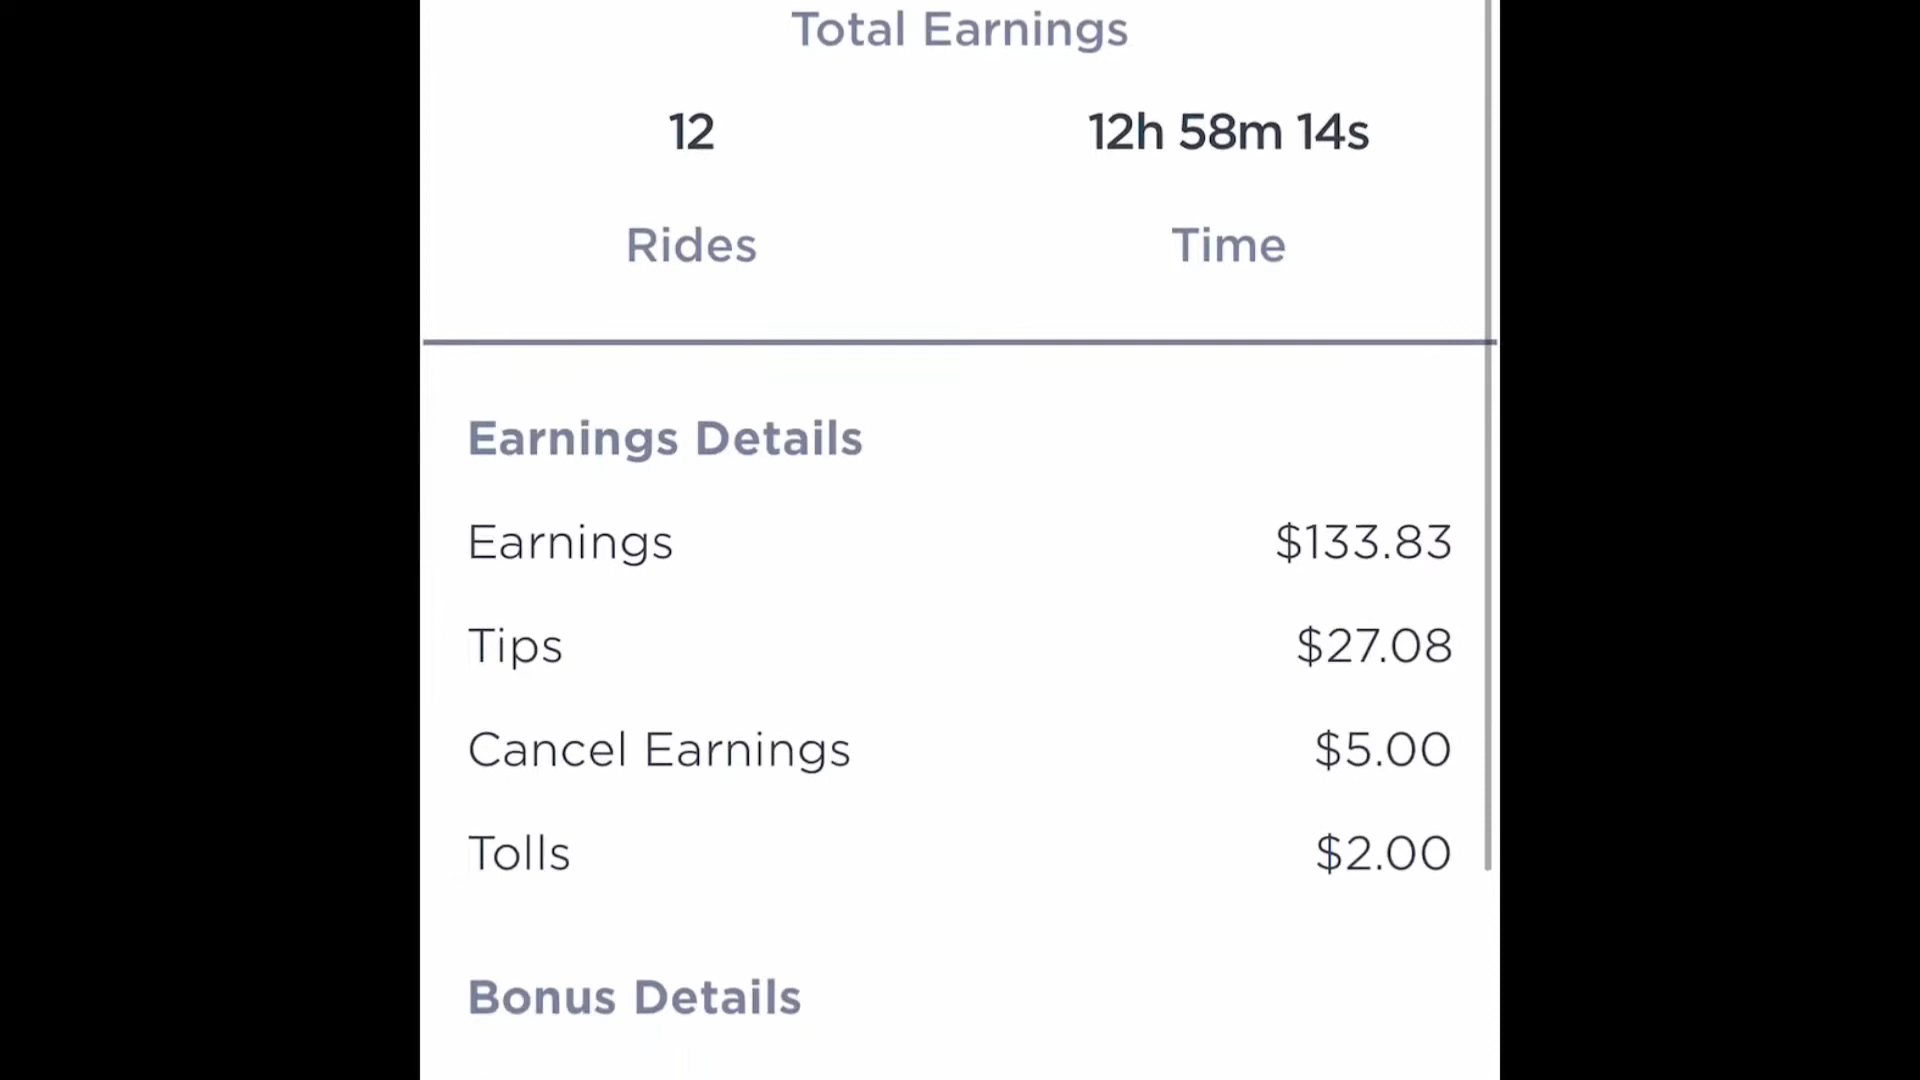 Total Earnings
12
12h 58m 14s
Rides
Time
Earnings Details
Earnings $133.83
Tips $27.08
Cancel Earnings $5.00
Tolls $2.00
Bonus Details